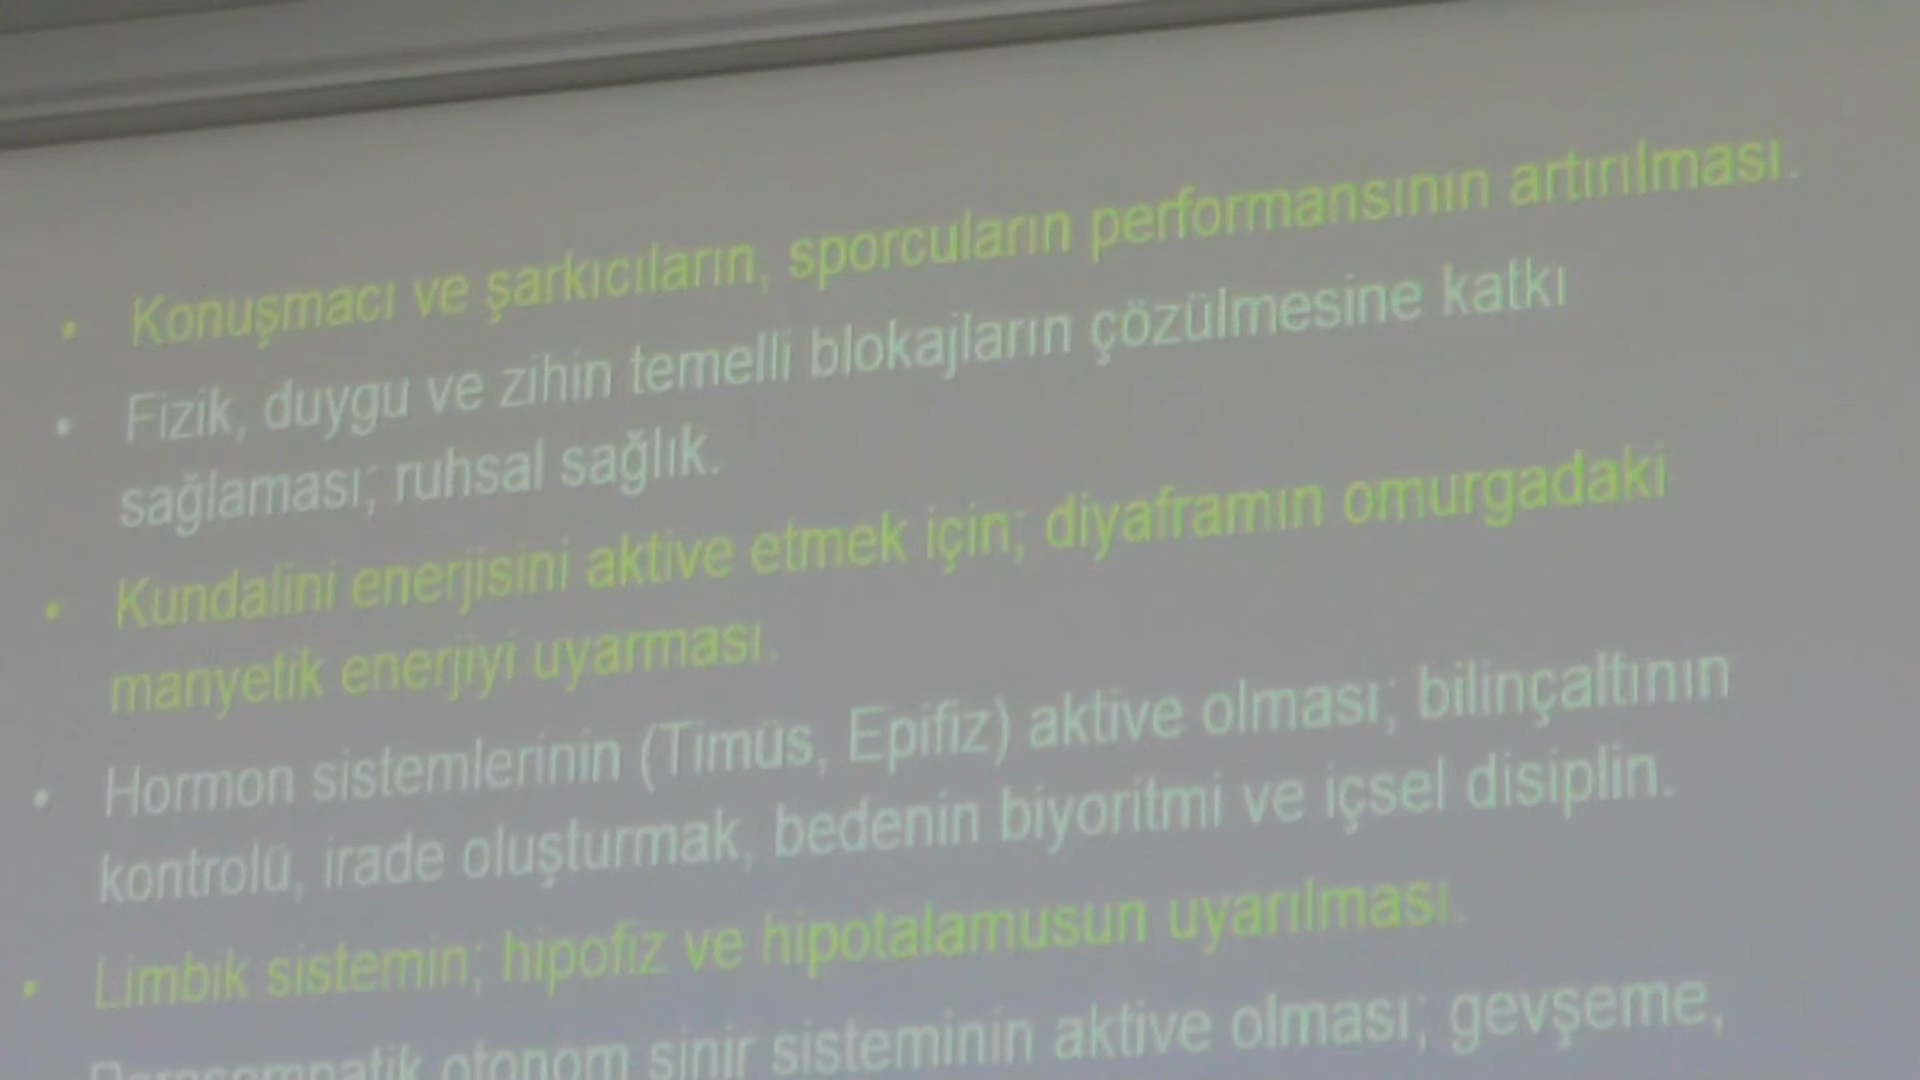 • Konuşmacı ve şarkıcıların, sporcuların performansının artırılması.
• Fizik, duygu ve zihin temelli blokajların çözülmesine katkı
sağlaması; ruhsal sağlık.
• Kundalini enerjisini aktive etmek için; diyaframın omurgadaki
manyetik enerjiyi uyarması.
• Hormon sistemlerinin (Timüs, Epifiz) aktive olması; bilinçaltının
kontrolü, irade oluşturmak, bedenin biyoritmi ve içsel disiplin.
• Limbik sistemin; hipofiz ve hipotalamusun uyarılması.
Parasempatik otonom sinir sisteminin aktive olması; gevşeme,